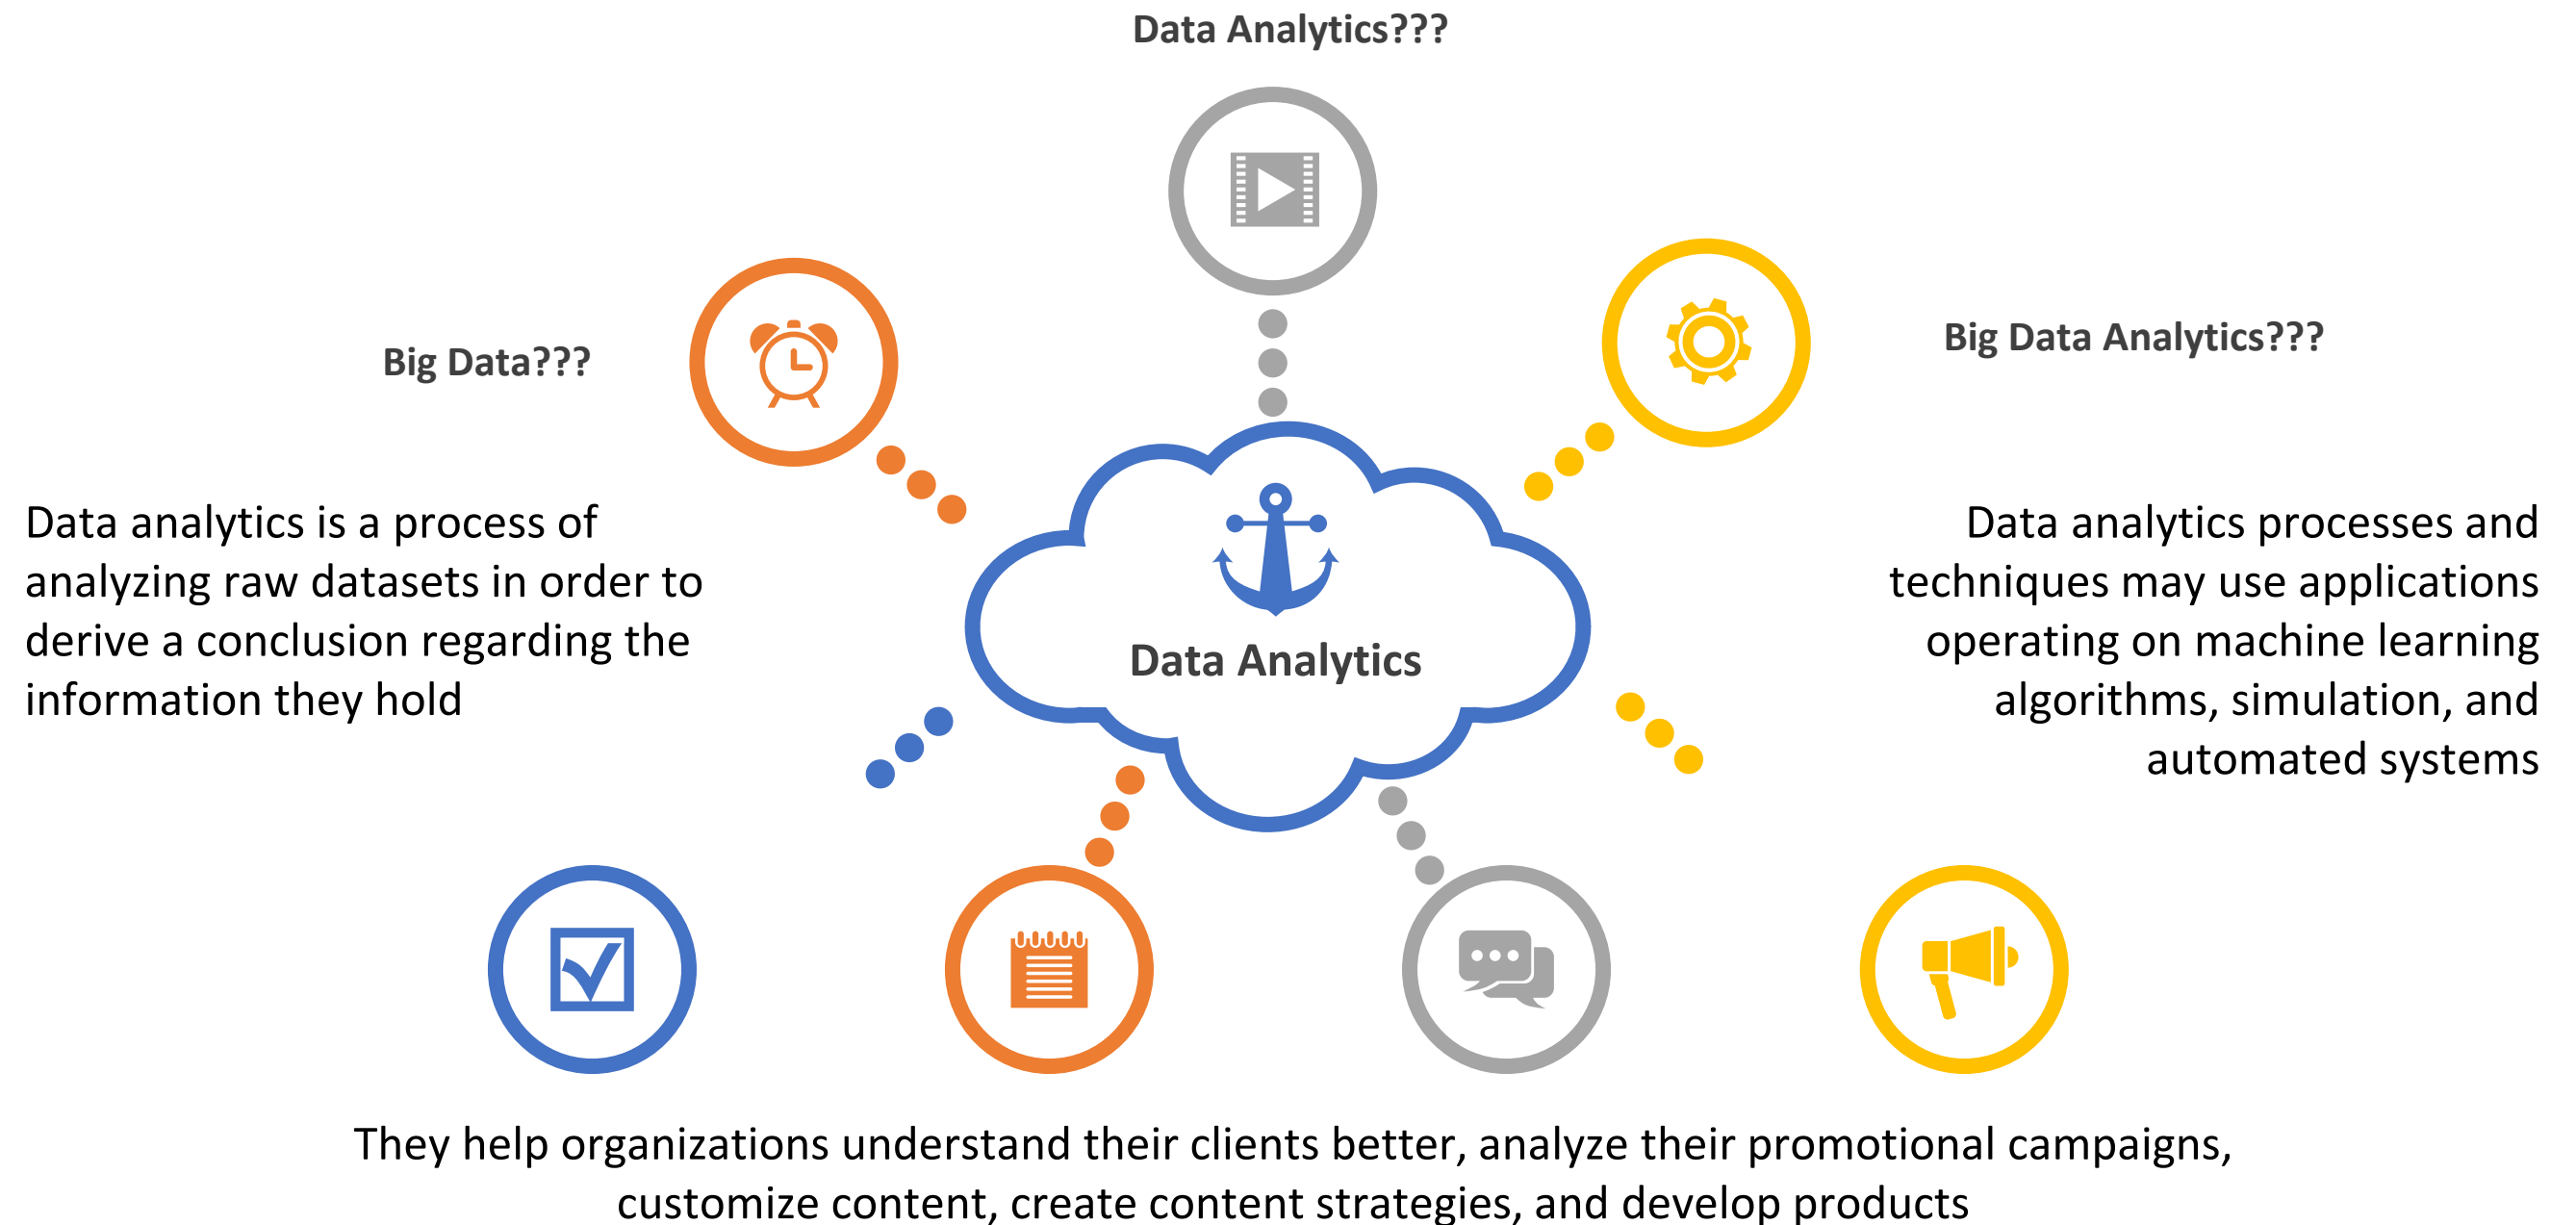 Data Analytics???
Big Data???
Big Data Analytics???
Data analytics is a process of
analyzing raw datasets in order to
derive a conclusion regarding the
information they hold
Data Analytics
Data analytics processes and
techniques may use applications
operating on machine learning
algorithms, simulation, and
automated systems
They help organizations understand their clients better, analyze their promotional campaigns,
customize content, create content strategies, and develop products